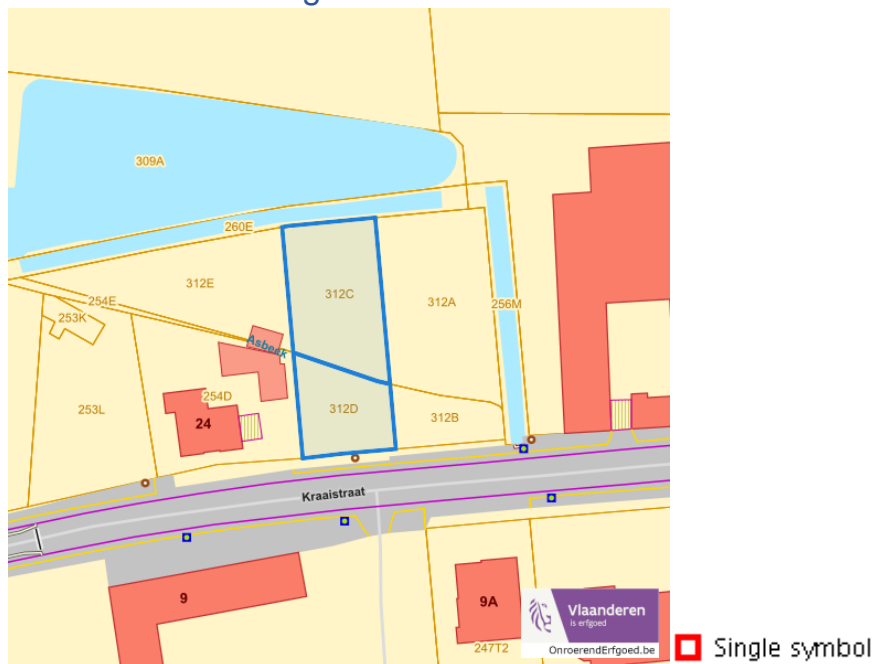 309A
260E
312E
312C
312A
256M
254E
253K
Asbeek
253L
254D
24
312D
312B
Kraaistraat
9
9A
247T2
Vlaanderen
is erfgoed
OnroerendErfgoed.be
Single symbol